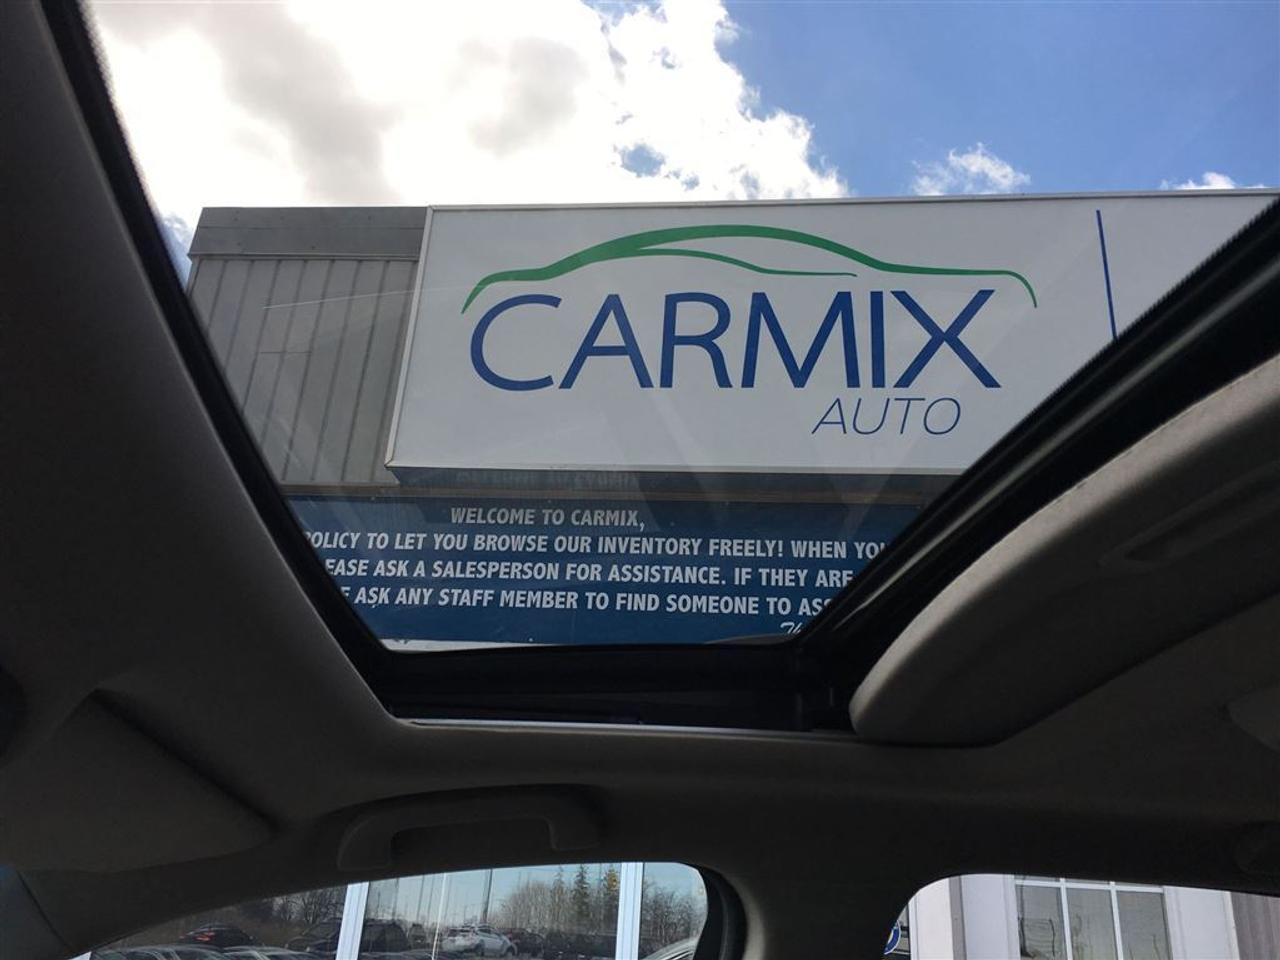 CARMIX
AUTO
WELCOME TO CARMIX,
POLICY TO LET YOU BROWSE OUR INVENTORY FREELY! WHEN YOU
EASE ASK A SALESPERSON FOR ASSISTANCE. IF THEY ARE
E ASK ANY STAFF MEMBER TO FIND SOMEONE TO ASS